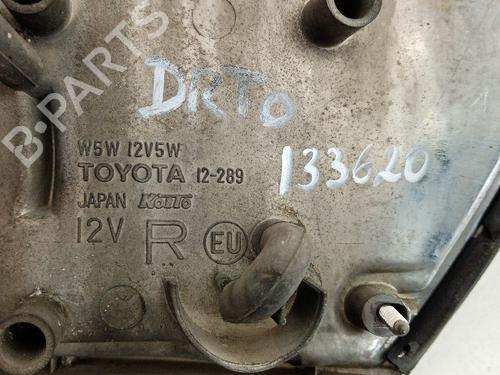 B-PARTS
DRTO
133620
W5W 12V5W
TOYOTA 12-289
JAPAN KOITO
12V R EU